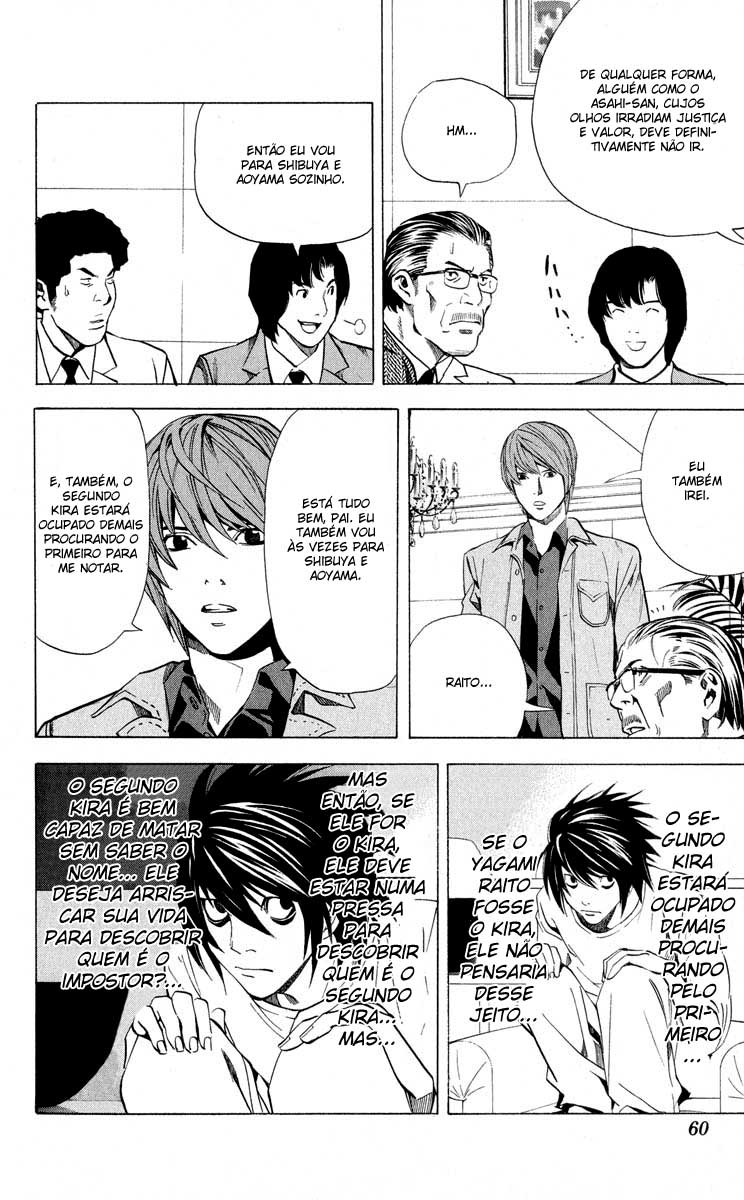 DE QUALQUER FORMA,
ALGUÉM COMO O
ASAHI-SAN, CUJOS
OLHOS IRRADIAM JUSTIÇA
E VALOR, DEVE DEFINI-
TIVAMENTE NÃO IR.
HM...
ENTÃO EU VOU
PARA SHIBUYA E
AOYAMA SOZINHO.
EU
TAMBÉM
IREI.
RAITO...
ESTÁ TUDO
BEM, PAI. EU
TAMBÉM VOU
ÀS VEZES PARA
SHIBUYA E
AOYAMA.
E, TAMBÉM, O
SEGUNDO
KIRA ESTARÁ
OCUPADO DEMAIS
PROCURANDO O
PRIMEIRO PARA
ME NOTAR.
O SE-
GUNDO
KIRA
ESTARÁ
OCUPADO
DEMAIS
PROCU-
RANDO
PELO
PRI-
MEIRO
...
SE O
YAGAMI
RAITO
FOSSE
O KIRA,
ELE NÃO
PENSARIA
DESSE
JEITO...
MAS
ENTÃO, SE
ELE FOR
O KIRA,
ELE DEVE
ESTAR NUMA
PRESSA
PARA
DESCOBRIR
QUEM É O
SEGUNDO
KIRA...
MAS...
O SEGUNDO
KIRA É BEM
CAPAZ DE MATAR
SEM SABER O
NOME... ELE
DESEJA ARRIS-
CAR SUA VIDA
PARA DESCOBRIR
QUEM É O
IMPOSTOR?...
60